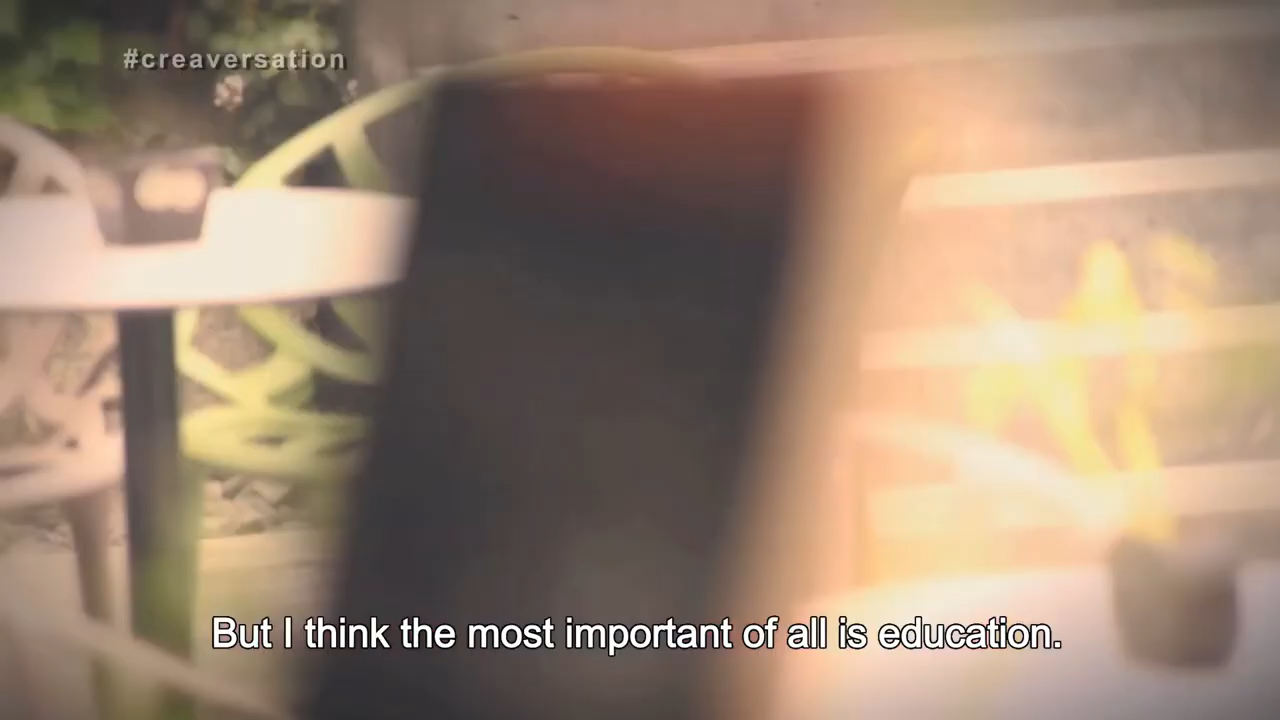 #creaversation
But I think the most important of all is education.